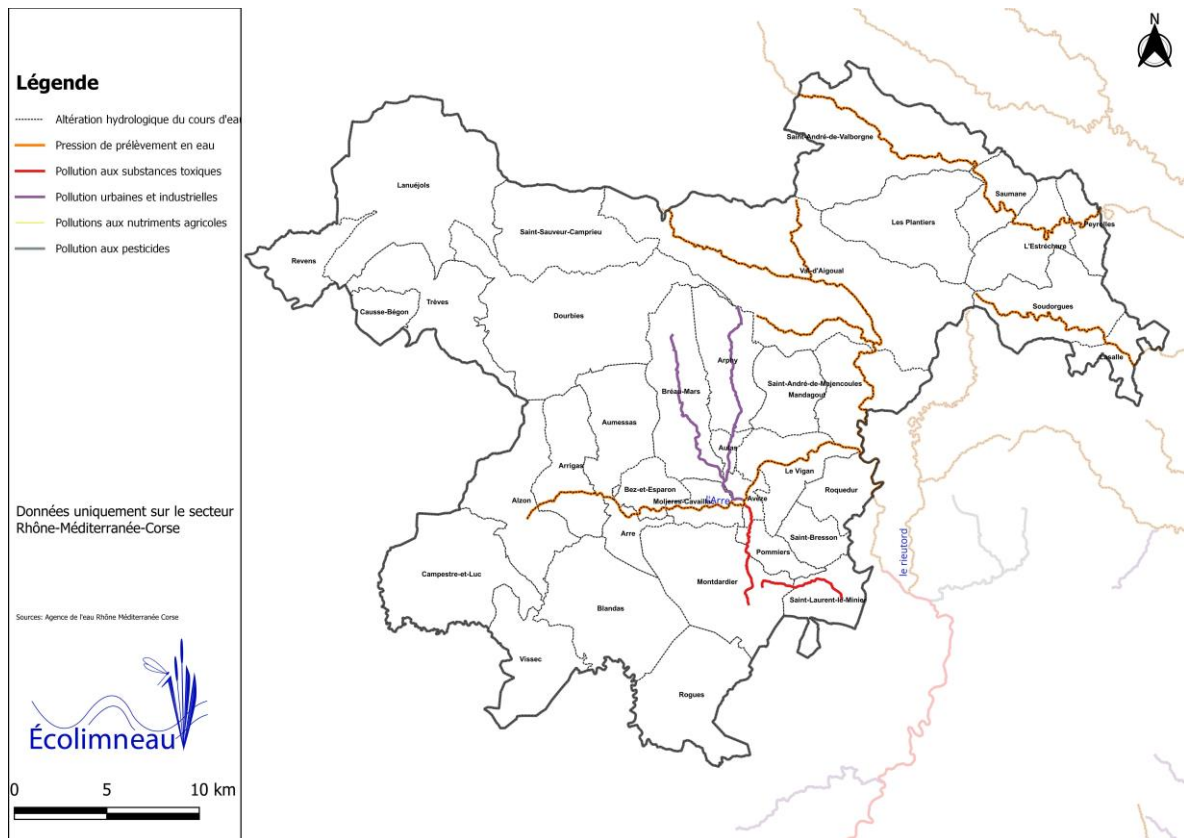 Légende
Altération hydrologique du cours d'eau
Pression de prélèvement en eau
Pollution aux substances toxiques
Pollution urbaines et industrielles
Pollutions aux nutriments agricoles
Pollution aux pesticides
Données uniquement sur le secteur
Rhône-Méditerranée-Corse
Sources: Agence de l'eau Rhône Méditerranée Corse
Écolimneau
0 5 10 km
N
Saint-André-de-Valborgne
Lanuéjols
Saumane
Les Plantiers
Peyrolles
Saint-Sauveur-Camprieu
L'Estréchure
Revens
Val-d'Aigoual
Trèves
Soudorgues
Causse-Bégon
Dourbies
Lasalle
Arphy
Saint-André-de-Majencoules
Bréau-Mars
Mandagout
Aumessas
Aulas
Arrigas
Le Vigan
Bez-et-Esparon
Roquedur
Alzon
Molières-Cavaillac
l'Arre
Avèze
Arre
Saint-Bresson
Pommiers
le rieutord
Campestre-et-Luc
Montdardier
Saint-Laurent-le-Minier
Blandas
Vissec
Rogues